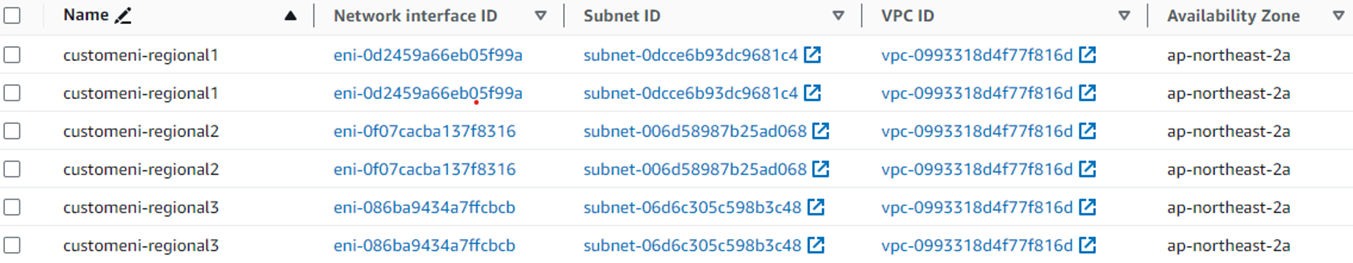 Name Network interface ID Subnet ID VPC ID Availability Zone
customeni-regional1 eni-0d2459a66eb05f99a subnet-0dcce6b93dc9681c4 vpc-0993318d4f77f816d ap-northeast-2a
customeni-regional1 eni-0d2459a66eb05f99a subnet-0dcce6b93dc9681c4 vpc-0993318d4f77f816d ap-northeast-2a
customeni-regional2 eni-0f07cacba137f8316 subnet-006d58987b25ad068 vpc-0993318d4f77f816d ap-northeast-2a
customeni-regional2 eni-0f07cacba137f8316 subnet-006d58987b25ad068 vpc-0993318d4f77f816d ap-northeast-2a
customeni-regional3 eni-086ba9434a7ffcbcb subnet-06d6c305c598b3c48 vpc-0993318d4f77f816d ap-northeast-2a
customeni-regional3 eni-086ba9434a7ffcbcb subnet-06d6c305c598b3c48 vpc-0993318d4f77f816d ap-northeast-2a